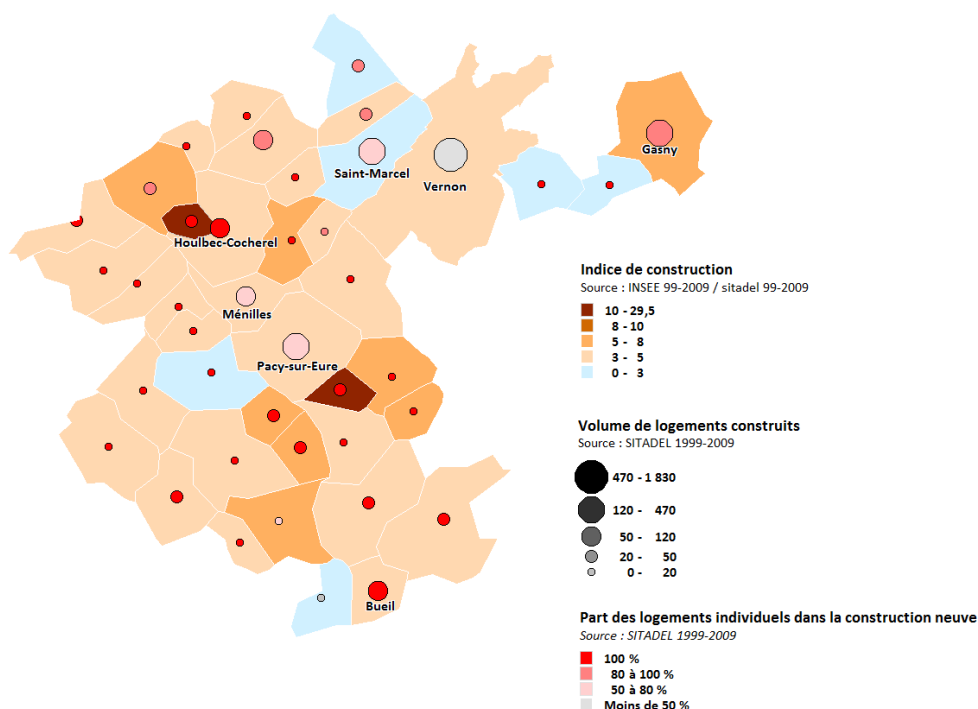 Gasny
Saint-Marcel
Vernon
Houlbec-Cocherel
Ménilles
Pacy-sur-Eure
Bueil
Indice de construction
Source : INSEE 99-2009 / sitadel 99-2009
10 - 29,5
8 - 10
5 - 8
3 - 5
0 - 3
Volume de logements construits
Source : SITADEL 1999-2009
470 - 1 830
120 - 470
50 - 120
20 - 50
0 - 20
Part des logements individuels dans la construction neuve
Source : SITADEL 1999-2009
100 %
80 à 100 %
50 à 80 %
Moins de 50 %